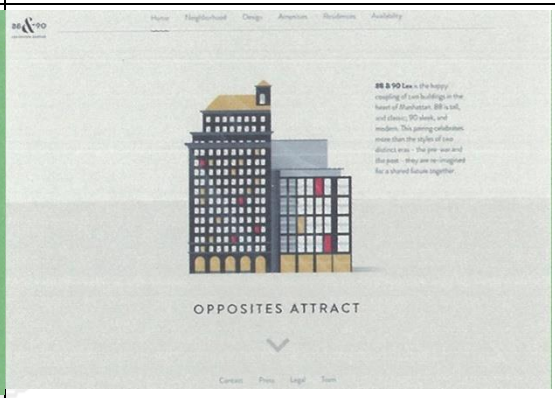 88 & 90
Home Neighborhood Design Amenities Residences Availability
88 & 90 Lex is the happy
coupling of two buildings in the
heart of Manhattan. 88 is tall,
and classic; 90 sleek, and
modern. This pairing celebrates
more than the styles of two
distinct eras – the pre-war and
the post – they are re-imagined
for a shared future together.
OPPOSITES ATTRACT
Contact Press Legal Team